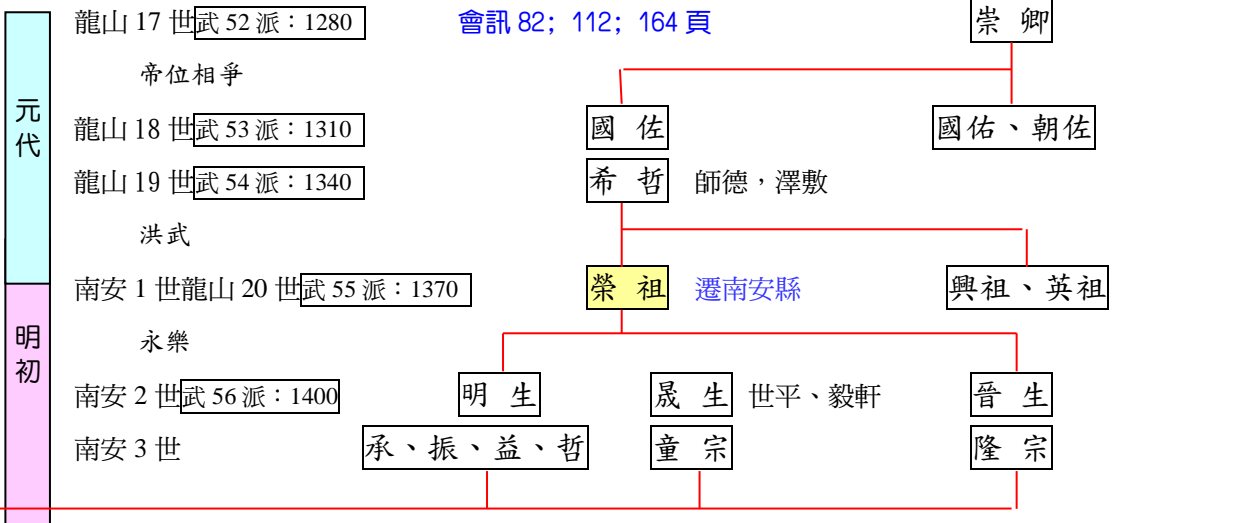 元代
龍山 17 世武 52 派：1280 會訊 82；112；164 頁 崇 卿
帝位相爭
龍山 18 世武 53 派：1310 國 佐 國佑、朝佐
龍山 19 世武 54 派：1340 希 哲 師德，澤敷
洪武
南安 1 世龍山 20 世武 55 派：1370 榮 祖 遷南安縣 興祖、英祖
明初
永樂
南安 2 世武 56 派：1400 明 生 晟 生 世平、毅軒 晉 生
南安 3 世 承、振、益、哲 童 宗 隆 宗